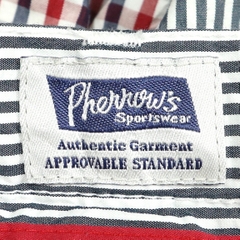 Pherrow's
Sportswear
Authentic Garment
APPROVABLE STANDARD